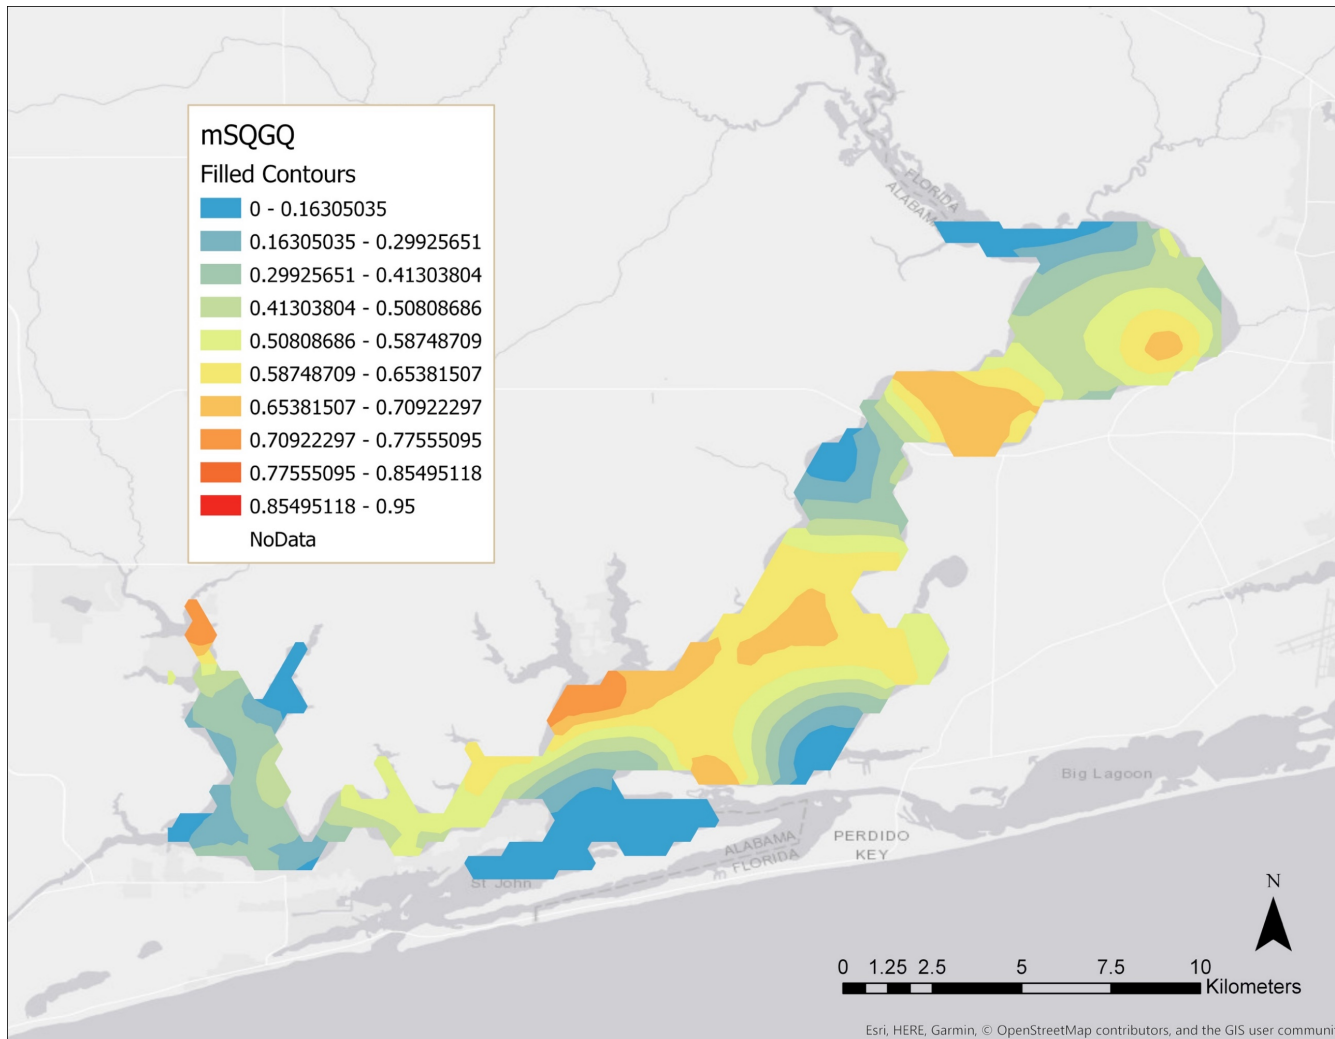 mSQGQ
Filled Contours
0 - 0.16305035
0.16305035 - 0.29925651
0.29925651 - 0.41303804
0.41303804 - 0.50808686
0.50808686 - 0.58748709
0.58748709 - 0.65381507
0.65381507 - 0.70922297
0.70922297 - 0.77555095
0.77555095 - 0.85495118
0.85495118 - 0.95
NoData
FLORIDA
ALABAM
Big Lagoon
PERDIDO
KEY
ALABAMA
FLORIDA
St John
N
0 1.25 2.5 5 7.5 10
Kilometers
Esri, HERE, Garmin, © OpenStreetMap contributors, and the GIS user communi